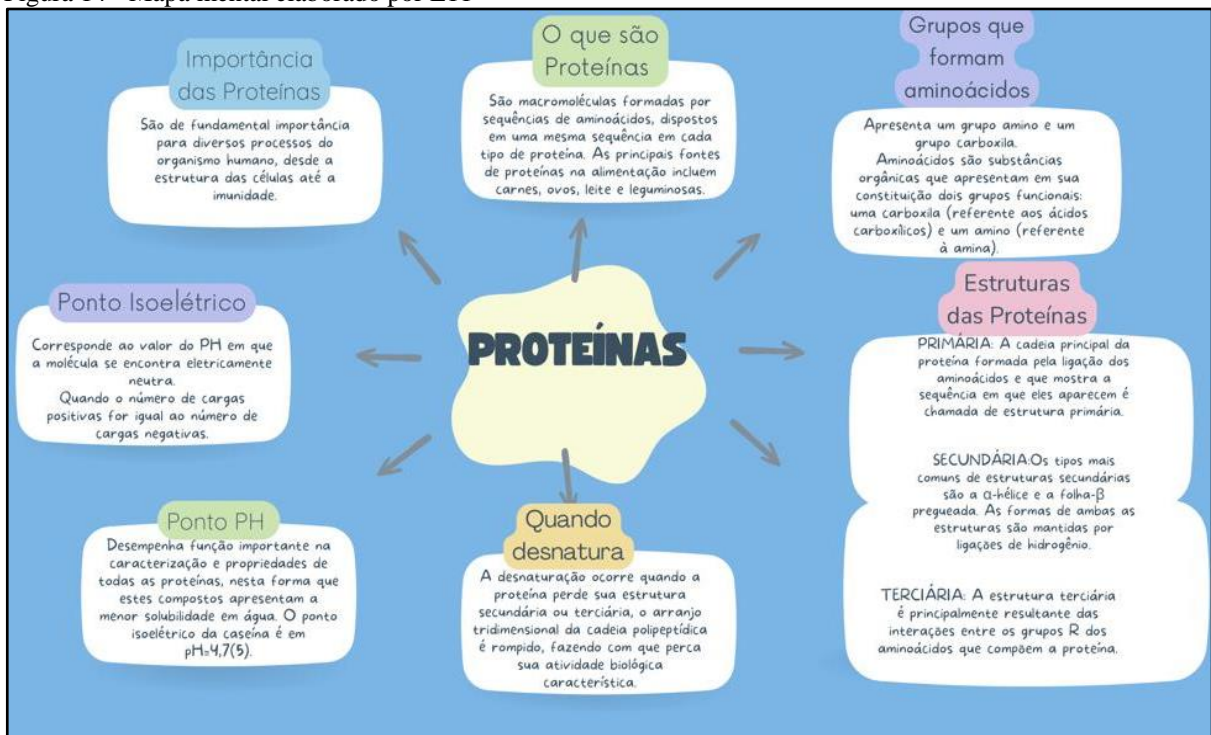 Figura 14 - Mapa mental elaborado por E11
Importância
das Proteínas
São de fundamental importância
para diversos processos do
organismo humano, desde a
estrutura das células até a
imunidade.
O que são
Proteínas
São macromoléculas formadas por
sequências de aminoácidos, dispostos
em uma mesma sequência em cada
tipo de proteína. As principais fontes
de proteínas na alimentação incluem
carnes, ovos, leite e leguminosas.
Grupos que
formam
aminoácidos
Apresenta um grupo amino e um
grupo carboxila.
Aminoácidos são substâncias
orgânicas que apresentam em sua
constituição dois grupos funcionais:
uma carboxila (referente aos ácidos
carboxílicos) e um amino (referente
à amina).
Ponto Isoelétrico
Corresponde ao valor do PH em que
a molécula se encontra eletricamente
neutra.
Quando o número de cargas
positivas for igual ao número de
cargas negativas.
PROTEÍNAS
Estruturas
das Proteínas
PRIMÁRIA: A cadeia principal da
proteína formada pela ligação dos
aminoácidos e que mostra a
sequência em que eles aparecem é
chamada de estrutura primária.
SECUNDÁRIA:Os tipos mais
comuns de estruturas secundárias
são a α-hélice e a folha-β
pregueada. As formas de ambas as
estruturas são mantidas por
ligações de hidrogênio.
TERCIÁRIA: A estrutura terciária
é principalmente resultante das
interações entre os grupos R dos
aminoácidos que compõem a proteína.
Ponto PH
Desempenha função importante na
caracterização e propriedades de
todas as proteínas, nesta forma que
estes compostos apresentam a
menor solubilidade em água. O ponto
isoelétrico da caseína é em
pH=4,7(5).
Quando
desnatura
A desnaturação ocorre quando a
proteína perde sua estrutura
secundária ou terciária, o arranjo
tridimensional da cadeia polipeptídica
é rompido, fazendo com que perca
sua atividade biológica
característica.